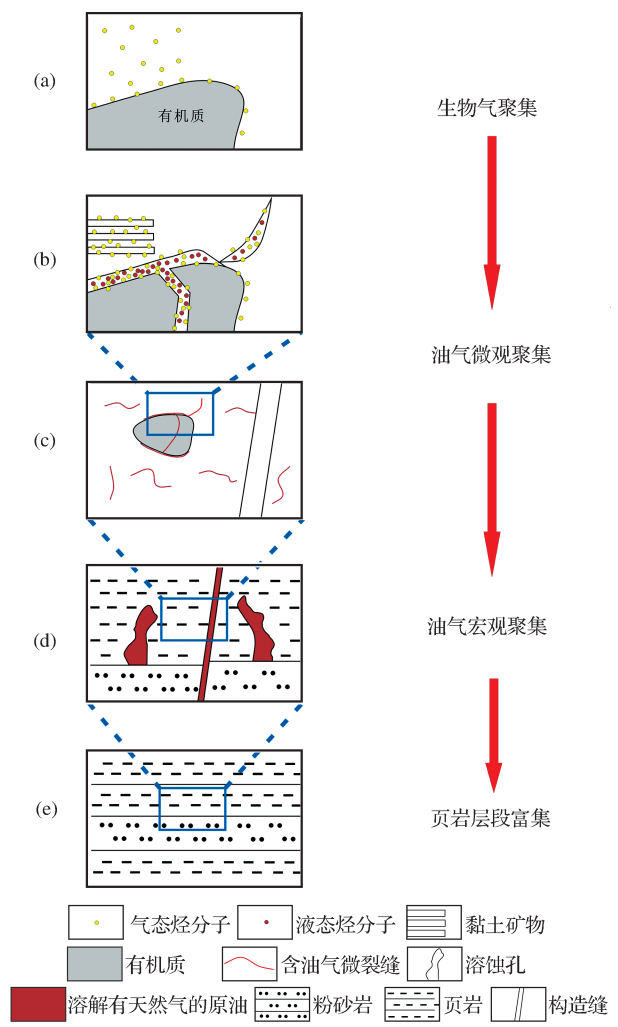 (a)
有机质
生物气聚集
(b)
油气微观聚集
(c)
(d)
油气宏观聚集
(e)
页岩层段富集
气态烃分子
液态烃分子
黏土矿物
有机质
含油气微裂缝
溶蚀孔
溶解有天然气的原油
粉砂岩
页岩
构造缝